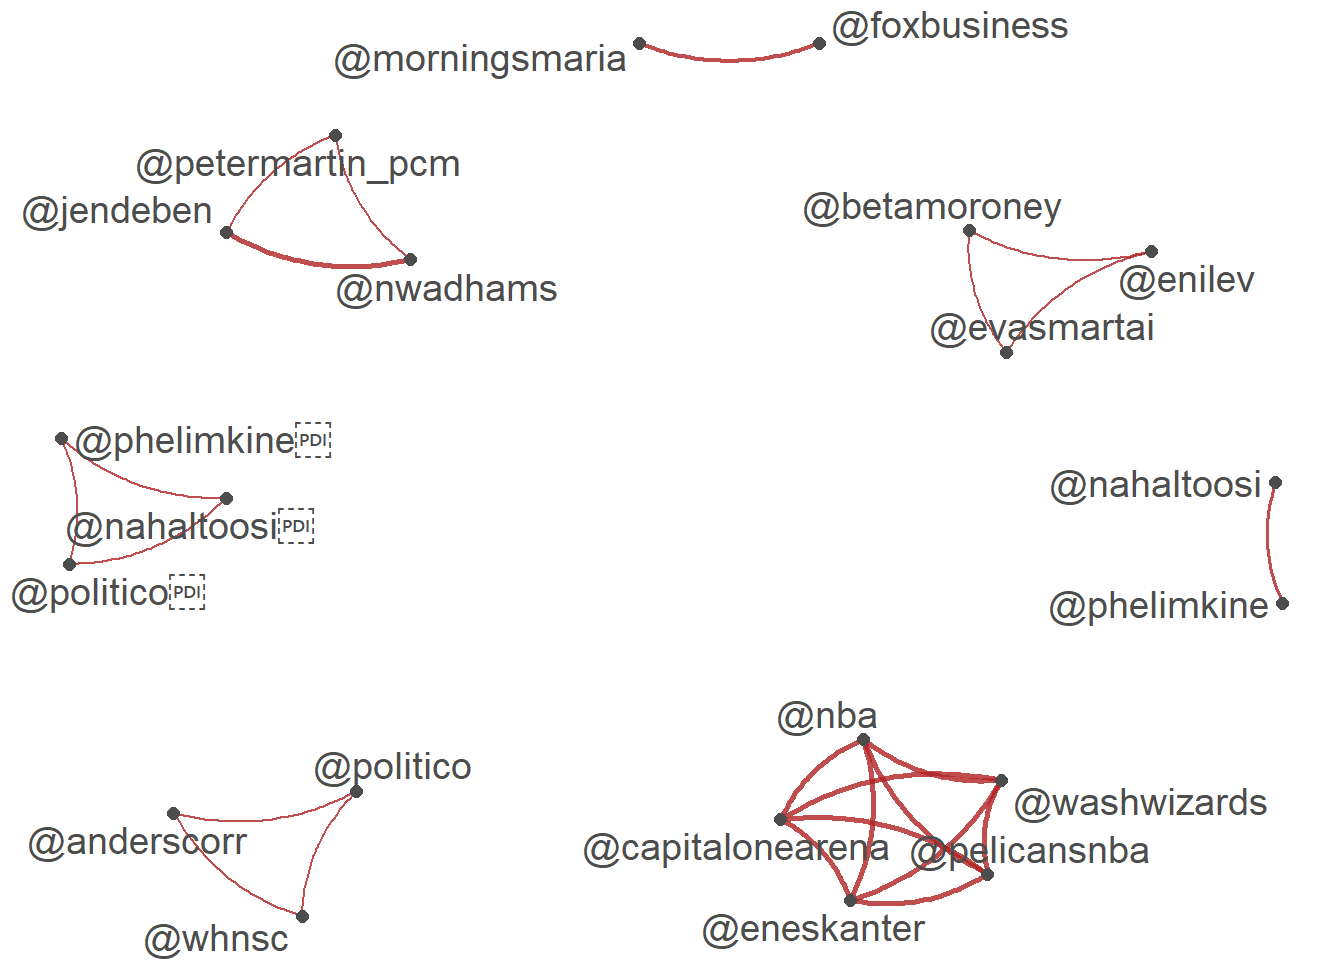 @foxbusiness
@morningsmaria
@petermartin_pcm
@jendeben
@betamoroney
@enilev
@nwadhams
@evasmartai
@phelimkinePDI
@nahaltoosi
@nahaltoosiPDI
@politicoPDI
@phelimkine
@nba
@politico
@washwizards
@anderscorr
@capitalonearena
@pelicansnba
@eneskanter
@whnsc